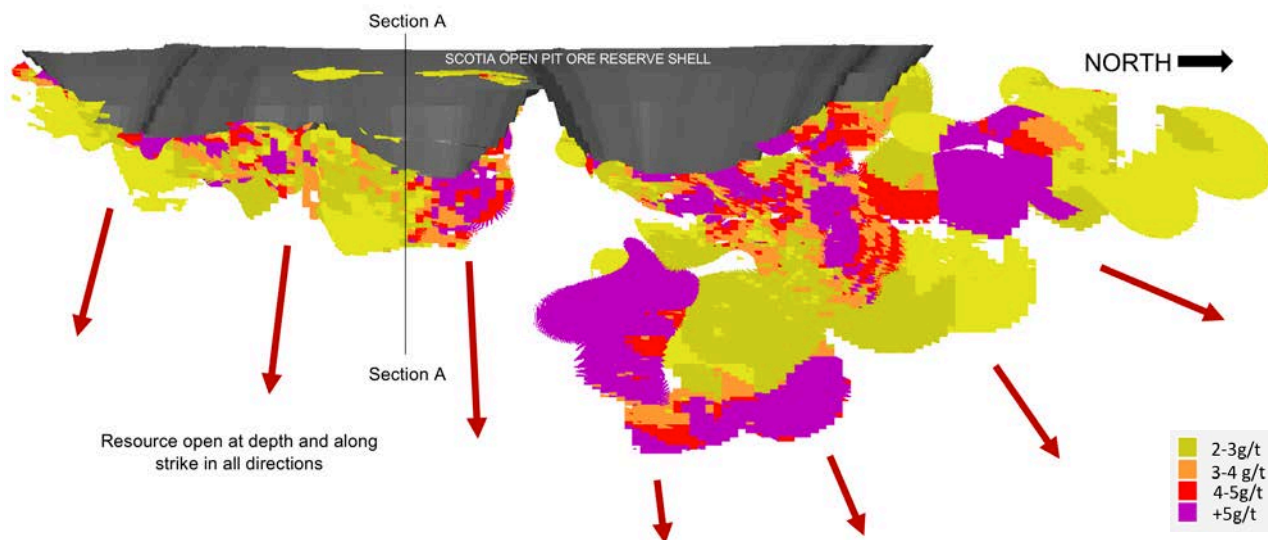 Section A
SCOTIA OPEN PIT ORE RESERVE SHELL
NORTH
Section A
Resource open at depth and along
strike in all directions
2-3g/t
3-4 g/t
4-5g/t
+5g/t